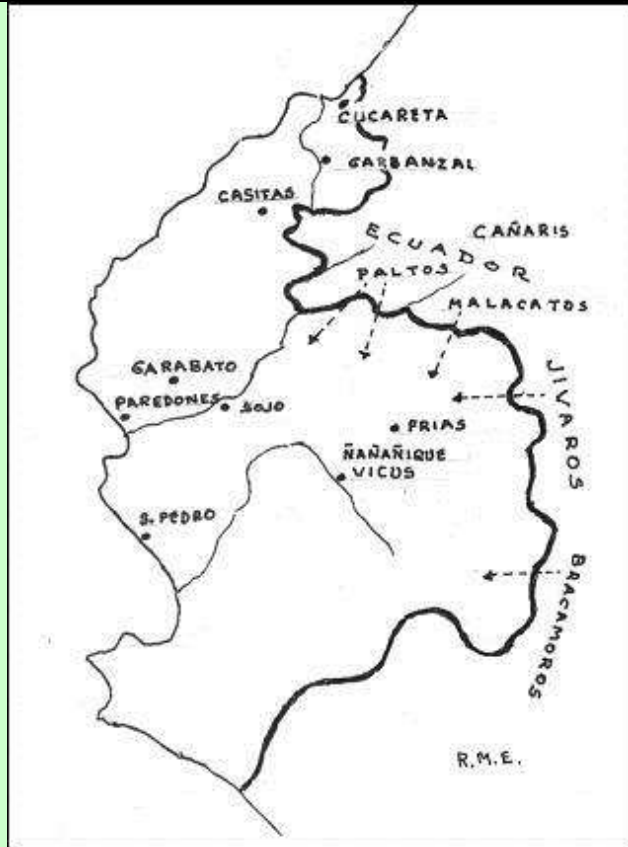 CUCARETA
GARBANZAL
CASITAS
ECUADOR
CAÑARIS
PALTOS
MALACATOS
JIVAROS
GARABATO
PAREDONES
SOJO
FRIAS
ÑAÑAÑIQUE
VICUS
S. PEDRO
BRACAMOROS
R.M.E.